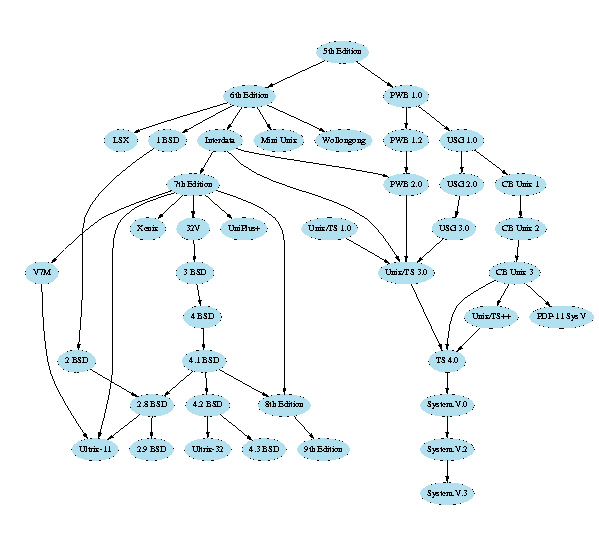 5th Edition
6th Edition
PWB 1.0
LSX
1 BSD
Interdata
Mini Unix
Wollongong
PWB 1.2
USG 1.0
7th Edition
PWB 2.0
USG 2.0
CB Unix 1
Xenix
32V
UniPlus+
Unix/TS 1.0
USG 3.0
CB Unix 2
V7M
3 BSD
Unix/TS 3.0
CB Unix 3
4 BSD
Unix/TS++
PDP-11 Sys V
2 BSD
4.1 BSD
TS 4.0
2.8 BSD
4.2 BSD
8th Edition
System V.0
Ultrix-11
2.9 BSD
Ultrix-32
4.3 BSD
9th Edition
System V.2
System V.3